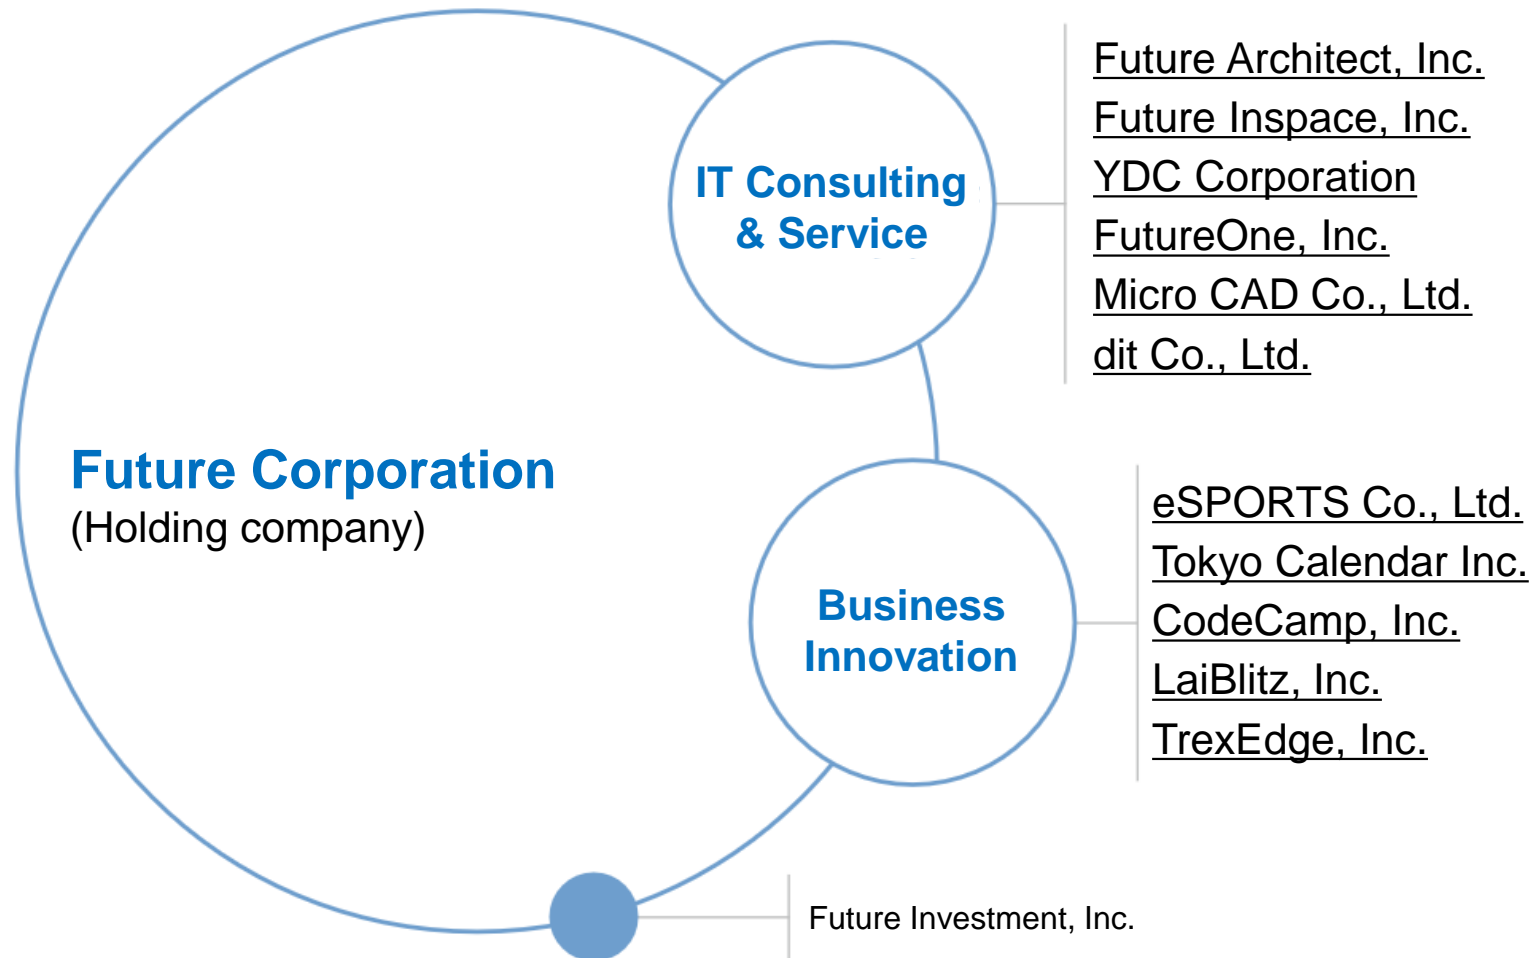 Future Architect, Inc.
Future Inspace, Inc.
YDC Corporation
FutureOne, Inc.
Micro CAD Co., Ltd.
dit Co., Ltd.
IT Consulting
& Service
Future Corporation
(Holding company)
eSPORTS Co., Ltd.
Tokyo Calendar Inc.
CodeCamp, Inc.
LaiBlitz, Inc.
TrexEdge, Inc.
Business
Innovation
Future Investment, Inc.